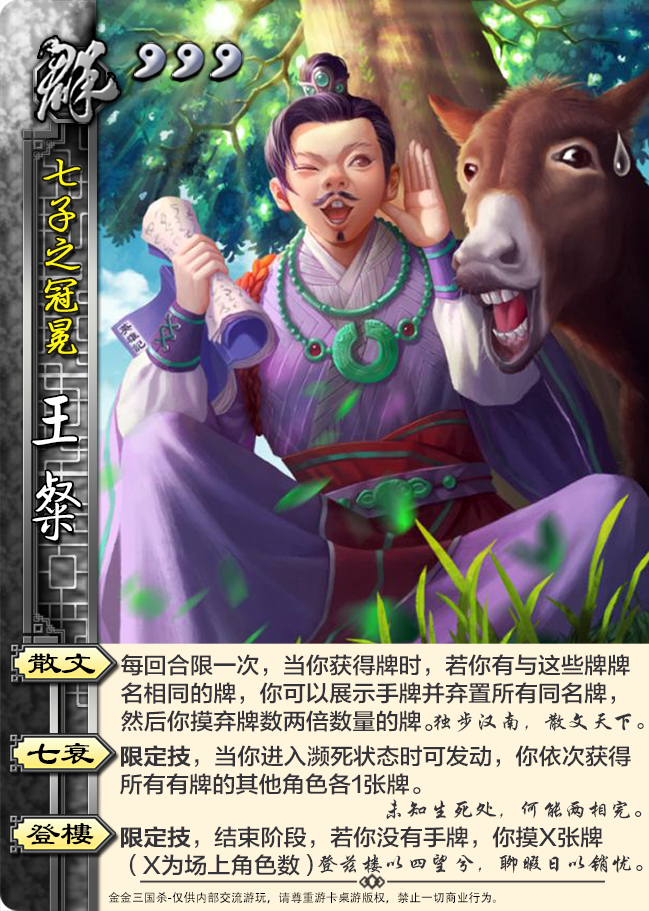 群
999
七子之冠冕
王粲
散文
每回合限一次，当你获得牌时，若你有与这些牌牌
名相同的牌，你可以展示手牌并弃置所有同名牌，
然后你摸弃牌数两倍数量的牌。独步汉南，散文天下。
七哀
限定技，当你进入濒死状态时可发动，你依次获得
所有有牌的其他角色各1张牌。
未知生死处，何能两相完。
登樓
限定技，结束阶段，若你没有手牌，你摸X张牌
（X为场上角色数）登兹楼以四望兮，聊暇日以销忧。
金金三国杀-仅供内部交流游玩，请尊重游卡桌游版权，禁止一切商业行为。